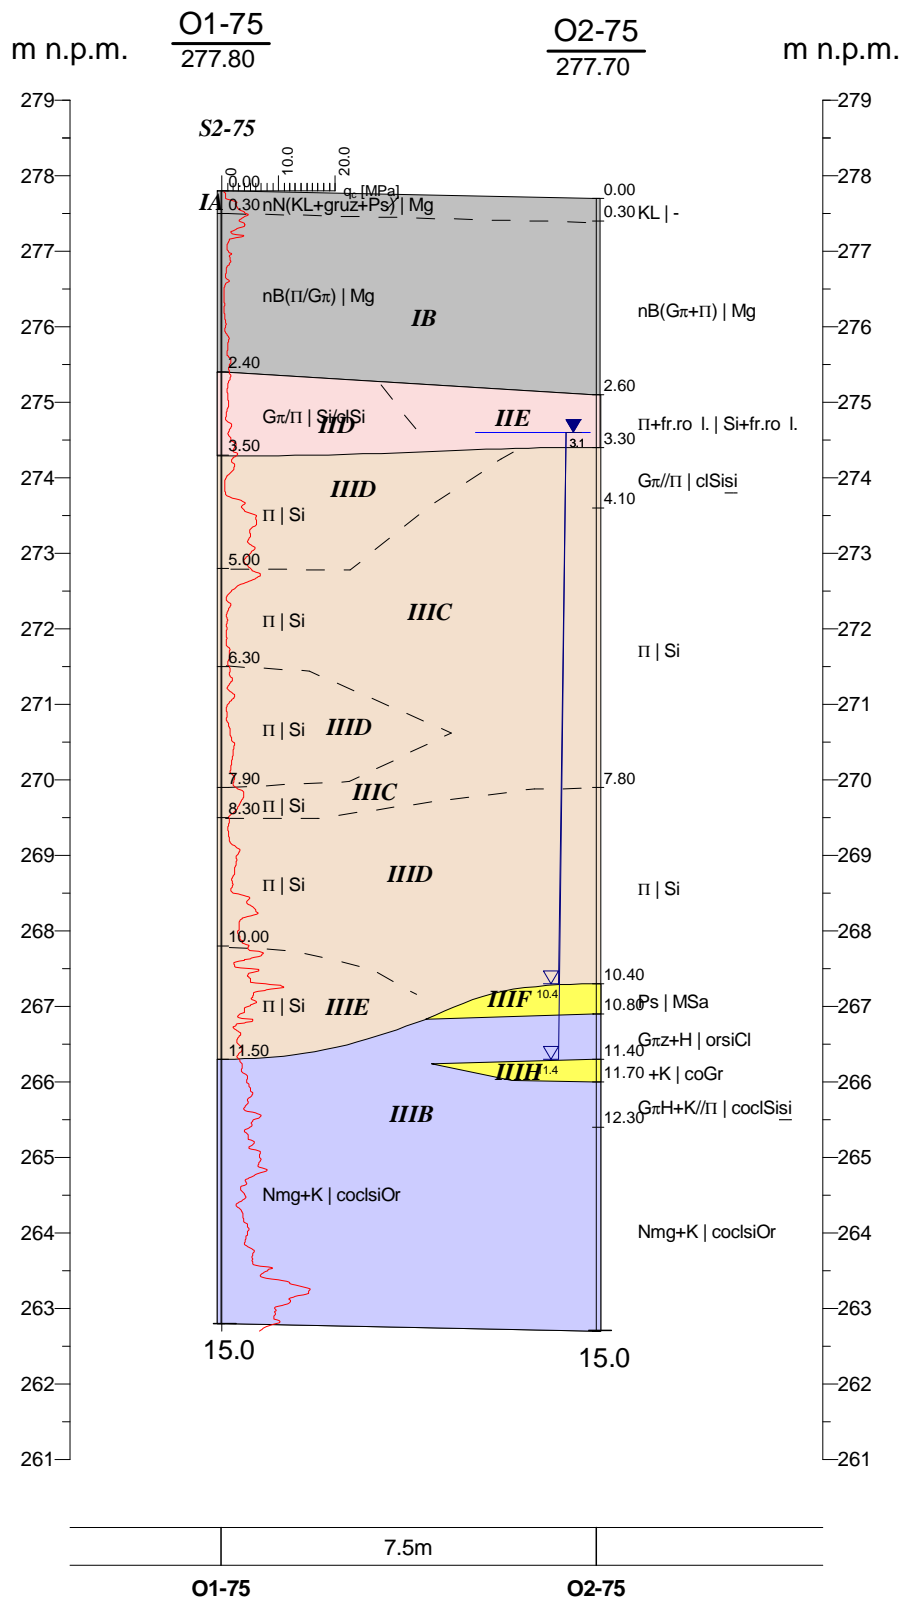 O1-75
277.80
O2-75
277.70
m n.p.m.
m n.p.m.
279
279
278
278
277
277
276
276
275
275
274
274
273
273
272
272
271
271
270
270
269
269
268
268
267
267
266
266
265
265
264
264
263
263
262
262
261
261
S2-75
0
10.0
20.0
[MPa]
0.00
IA
0.30
nN(KL+gruz+Ps) | Mg
nB(Π/Gπ) | Mg
IB
2.40
Gπ/Π | Si/clSi
IID
IIE
3.50
IIID
Π | Si
5.00
IIIC
Π | Si
6.30
Π | Si
IIID
7.90
IIIC
Π | Si
8.30
IIID
Π | Si
10.00
Π | Si
IIIE
IIIF
11.50
IIIH
IIIB
Nmg+K | coclsiOr
15.0
0.00
0.30
KL | -
nB(Gπ+Π) | Mg
2.60
Π+fr.ro l. | Si+fr.ro l.
3.1
3.30
Gπ//Π | clSisi
4.10
Π | Si
7.80
Π | Si
10.40
10.4
10.80
Ps | MSa
Gπz+H | orsiCl
11.40
11.4
11.70
+K | coGr
GπH+K//Π | coclSisi
12.30
Nmg+K | coclsiOr
15.0
7.5m
O1-75
O2-75